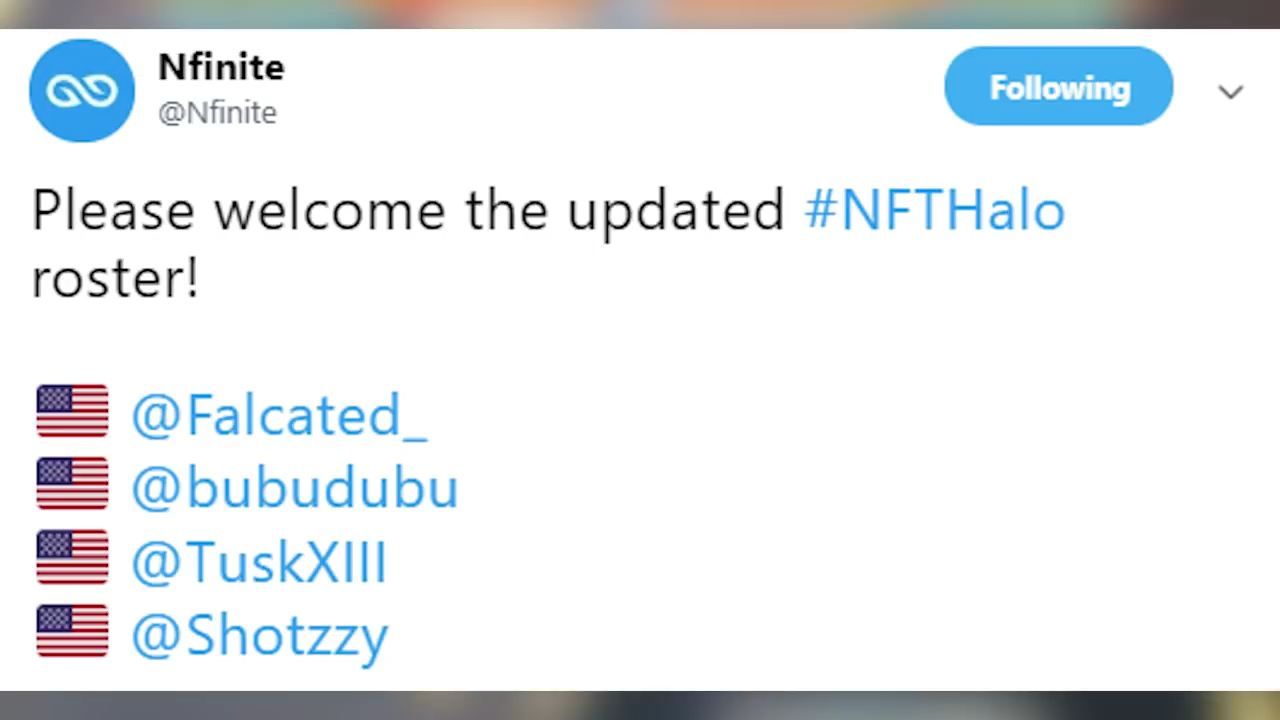 Nfinite
@Nfinite
Following
Please welcome the updated #NFTHalo
roster!
@Falcated_
@bubudubu
@TuskXIII
@Shotzzy